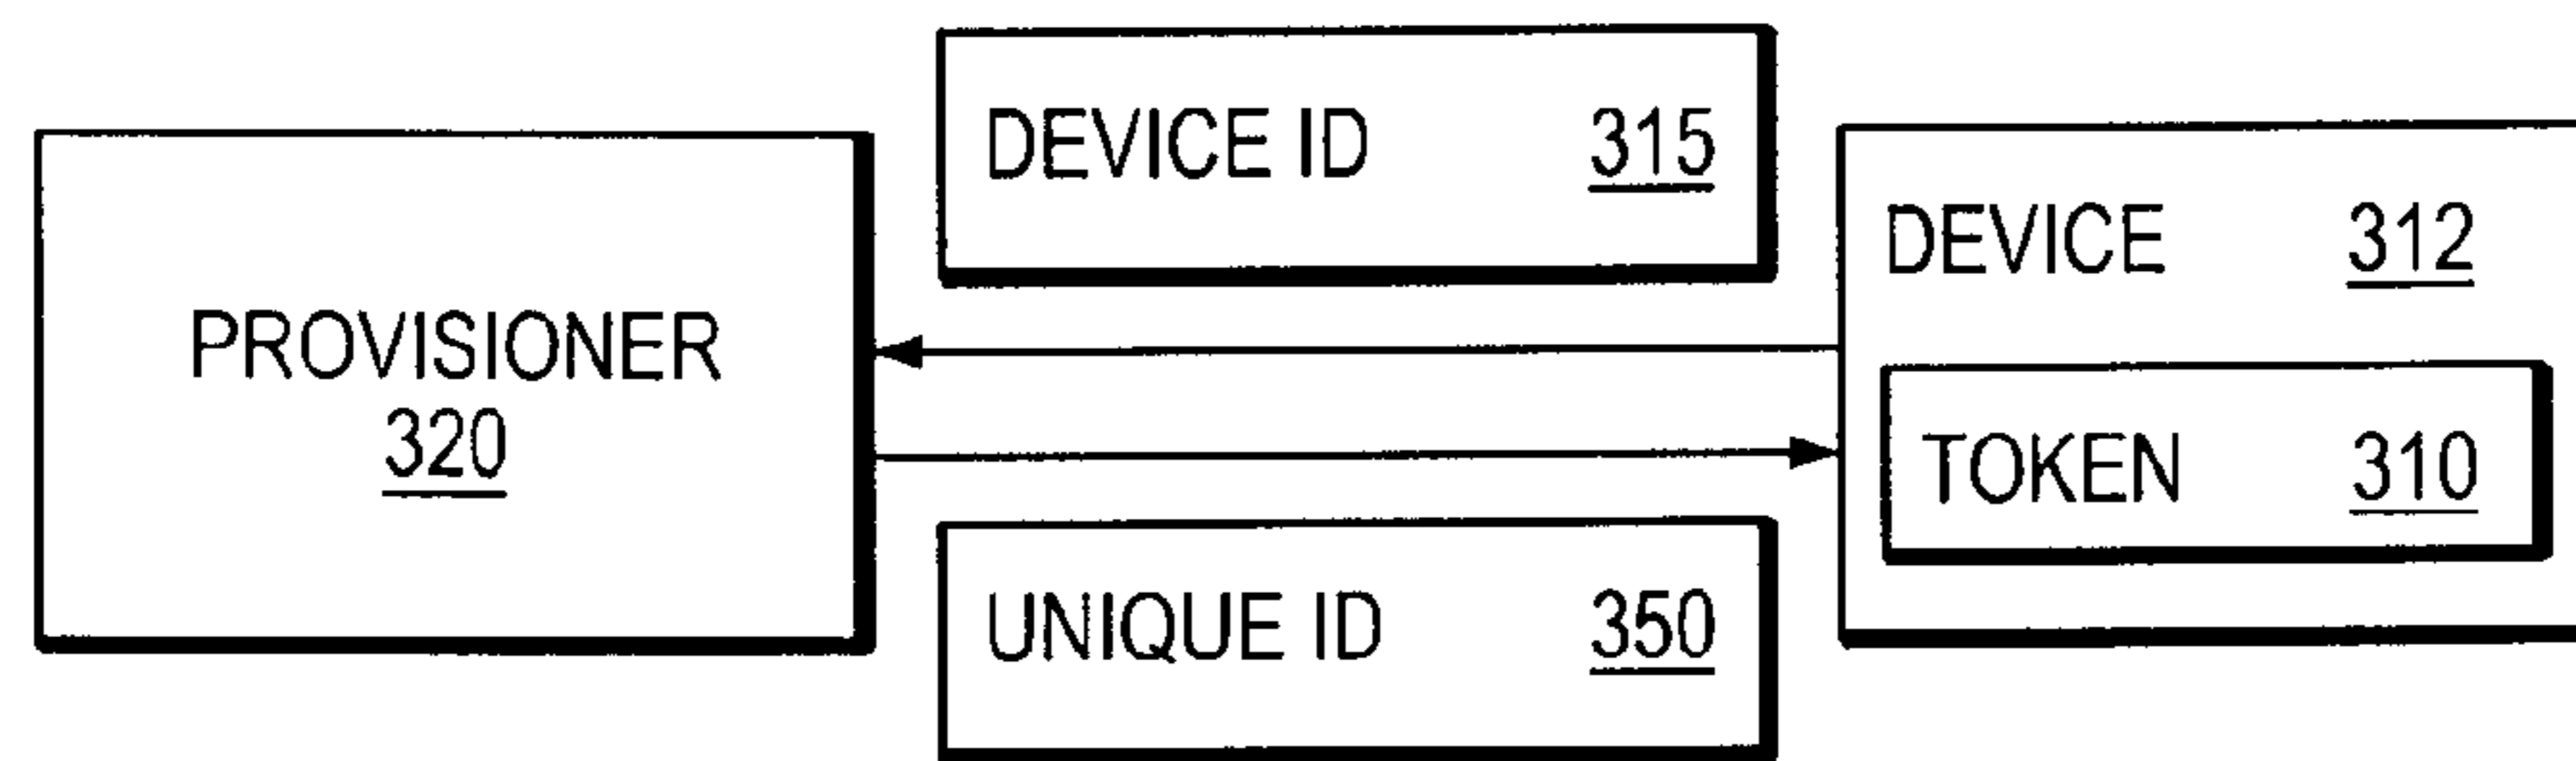 DEVICE ID 315
PROVISIONER
320
DEVICE 312
TOKEN 310
UNIQUE ID 350